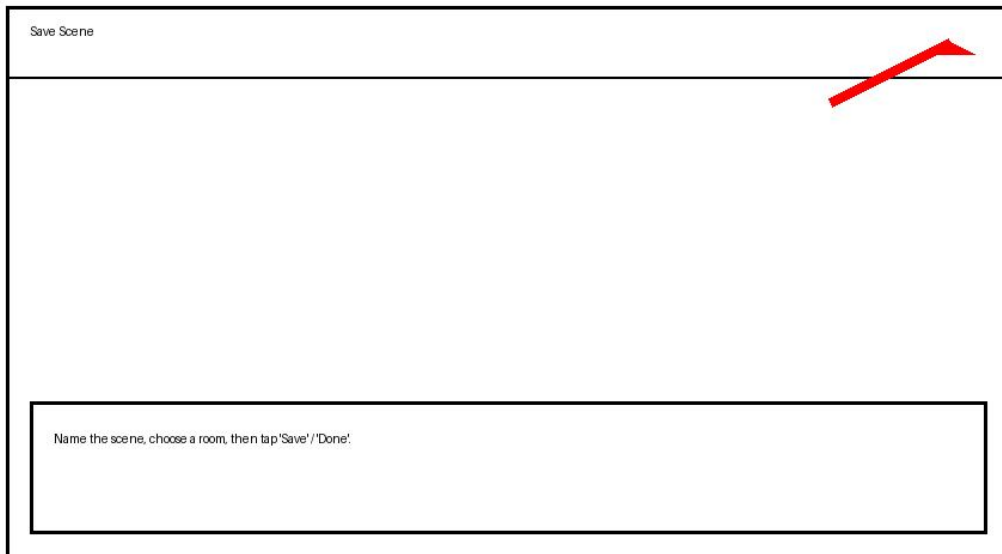 Save Scene
Name the scene, choose a room, then tap 'Save' / 'Done'.